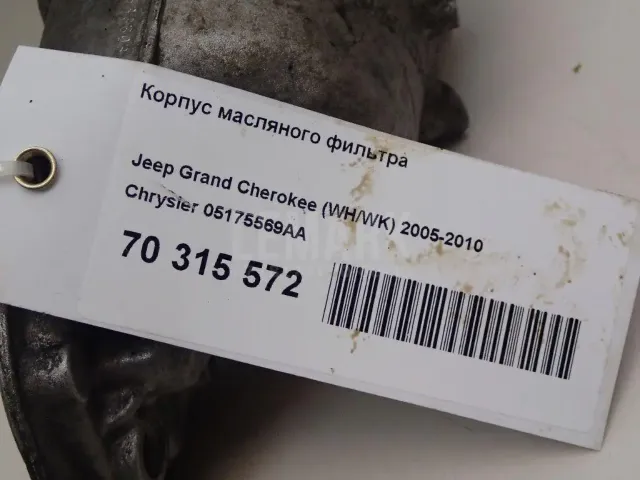 Корпус масляного фильтра
Jeep Grand Cherokee (WH/WK) 2005-2010
Chrysler 05175569AA
70 315 572